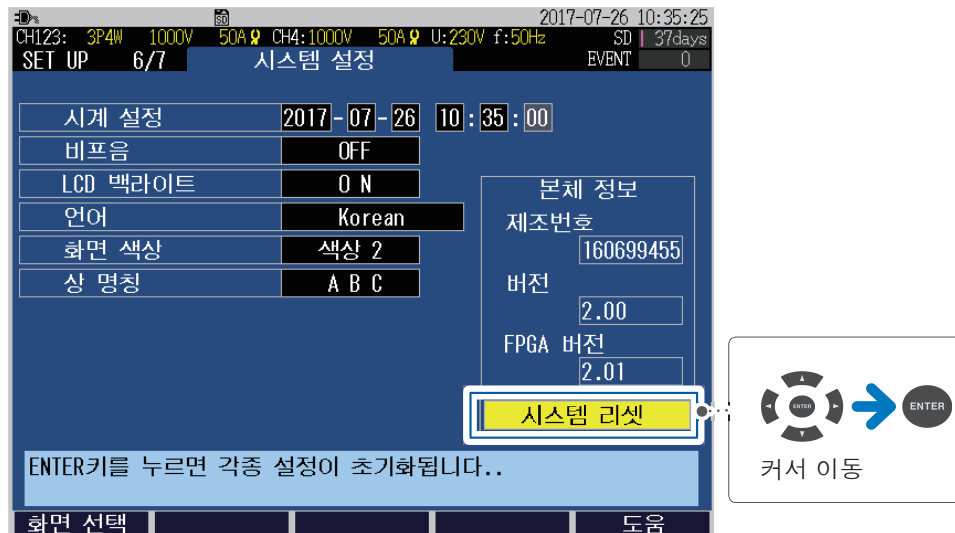 SD 2017-07-26 10:35:25
CH123: 3P4W 1000V 50A CH4:1000V 50A U:230V f:50Hz SD 37days
SET UP 6/7 시스템 설정 EVENT 0
시계 설정 2017-07-26 10:35:00
비프음 OFF
LCD 백라이트 O N
언어 Korean
화면 색상 색상 2
상 명칭 A B C
본체 정보
제조번호
160699455
버전
2.00
FPGA 버전
2.01
시스템 리셋
ENTER키를 누르면 각종 설정이 초기화됩니다..
화면 선택 도움
ENTER ENTER
커서 이동